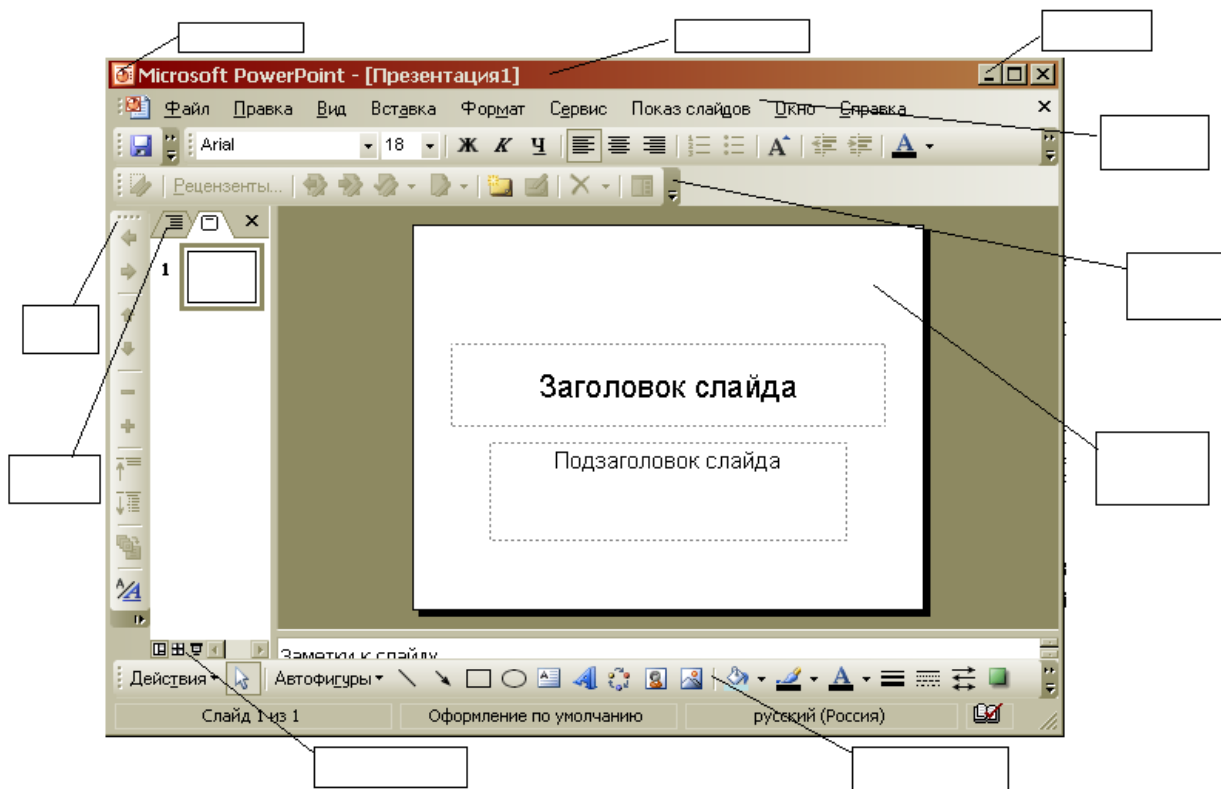 Microsoft PowerPoint - [Презентация1]
Файл Правка Вид Вставка Формат Сервис Показ слайдов Окно Справка
Arial 18 Ж К Ч
Рецензенты...
1
Заголовок слайда
Подзаголовок слайда
Заметки к слайду
Действия Автофигуры
Слайд 1 из 1 Оформление по умолчанию русский (Россия)